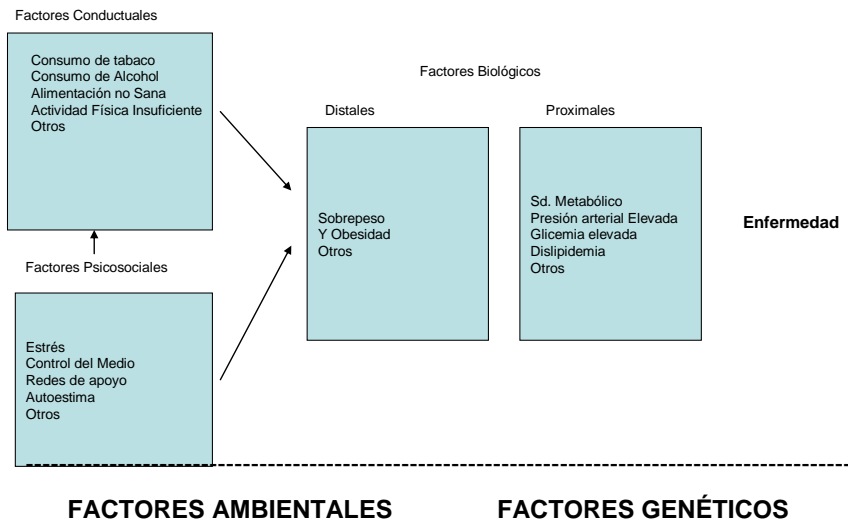 Factores Conductuales
Consumo de tabaco
Consumo de Alcohol
Alimentación no Sana
Actividad Física Insuficiente
Otros
Factores Psicosociales
Estrés
Control del Medio
Redes de apoyo
Autoestima
Otros
Factores Biológicos
Distales
Sobrepeso
Y Obesidad
Otros
Proximales
Sd. Metabólico
Presión arterial Elevada
Glicemia elevada
Dislipidemia
Otros
Enfermedad
FACTORES AMBIENTALES
FACTORES GENÉTICOS